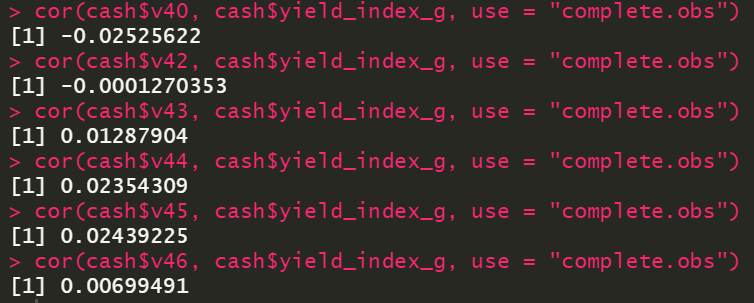 > cor(cash$v40, cash$yield_index_g, use = "complete.obs")
[1] -0.02525622
> cor(cash$v42, cash$yield_index_g, use = "complete.obs")
[1] -0.0001270353
> cor(cash$v43, cash$yield_index_g, use = "complete.obs")
[1] 0.01287904
> cor(cash$v44, cash$yield_index_g, use = "complete.obs")
[1] 0.02354309
> cor(cash$v45, cash$yield_index_g, use = "complete.obs")
[1] 0.02439225
> cor(cash$v46, cash$yield_index_g, use = "complete.obs")
[1] 0.00699491